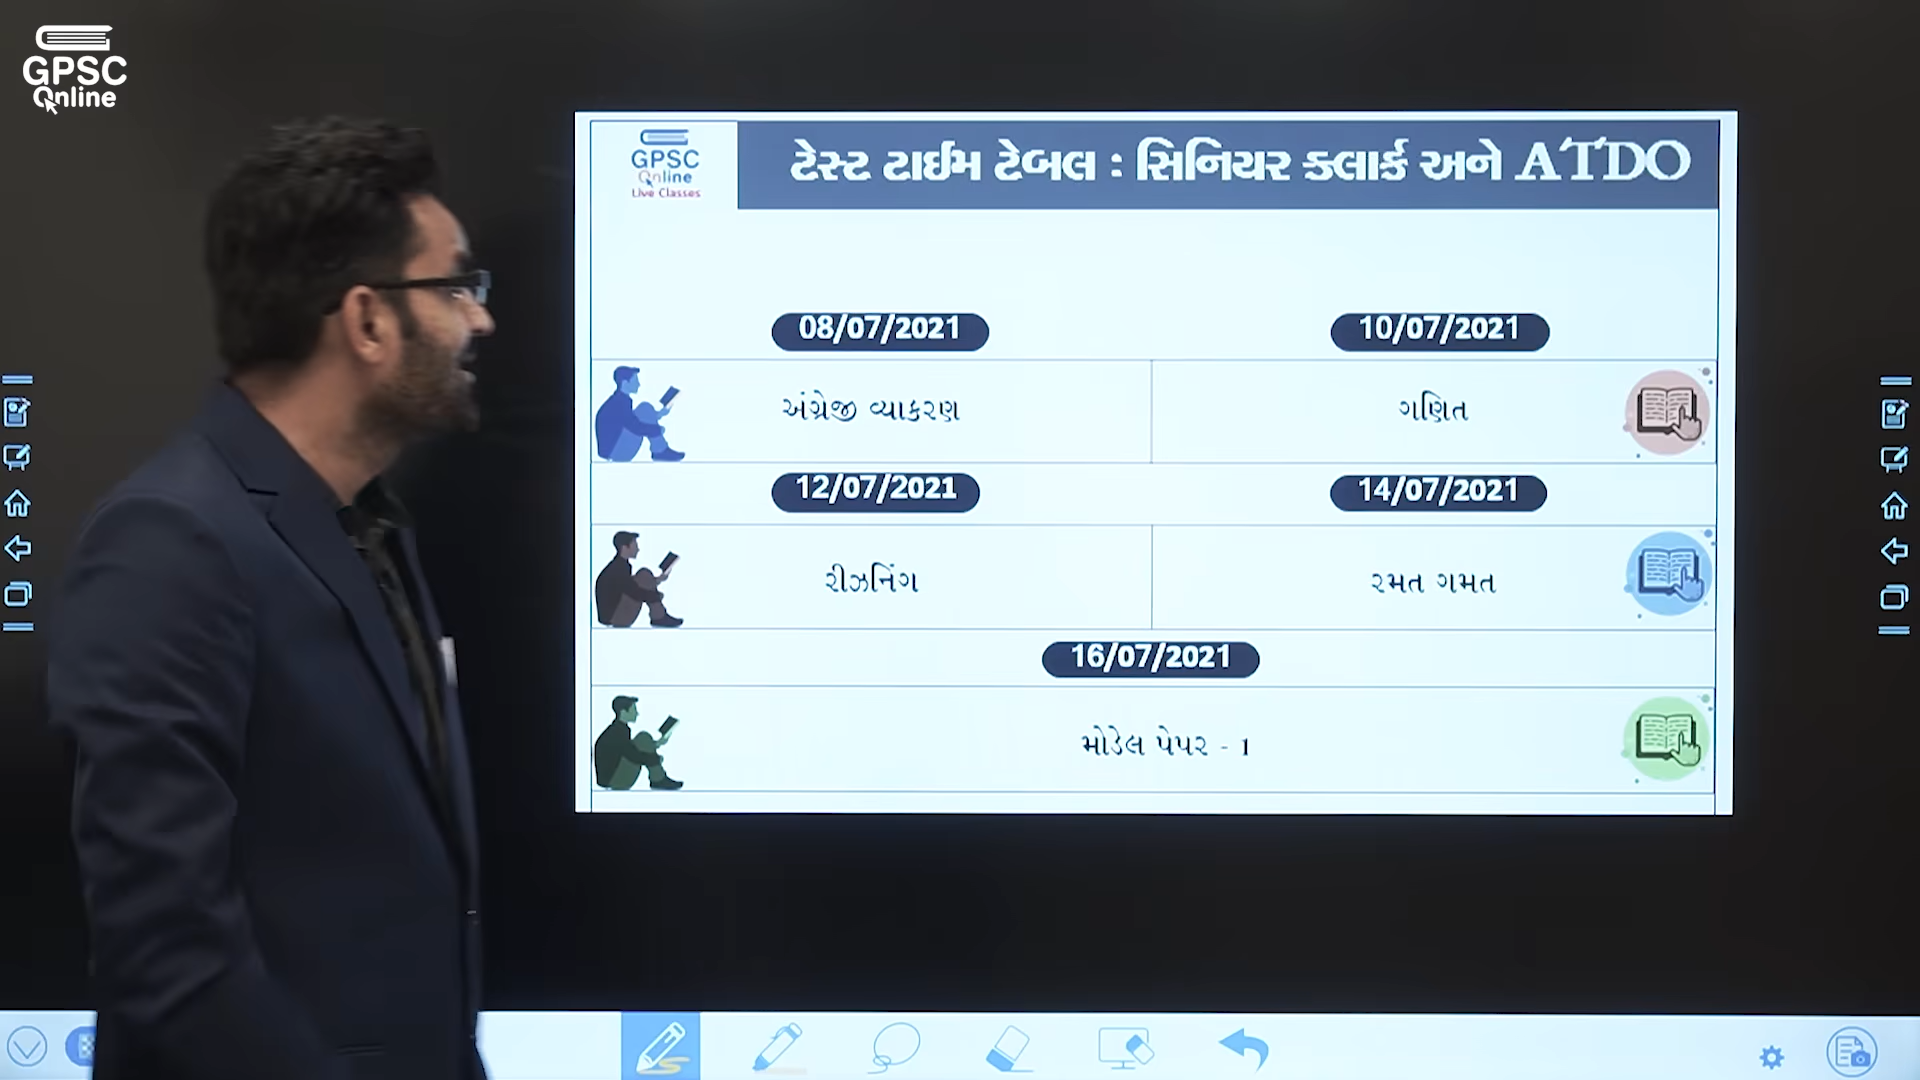 GPSC
Online
GPSC
Online
Live Classes
ટેસ્ટ ટાઈમ ટેબલ : સિનિયર ક્લાર્ક અને ATDO
08/07/2021
10/07/2021
અંગ્રેજી વ્યાકરણ
ગણિત
12/07/2021
14/07/2021
રીઝનિંગ
રમત ગમત
16/07/2021
મોડેલ પેપર - 1